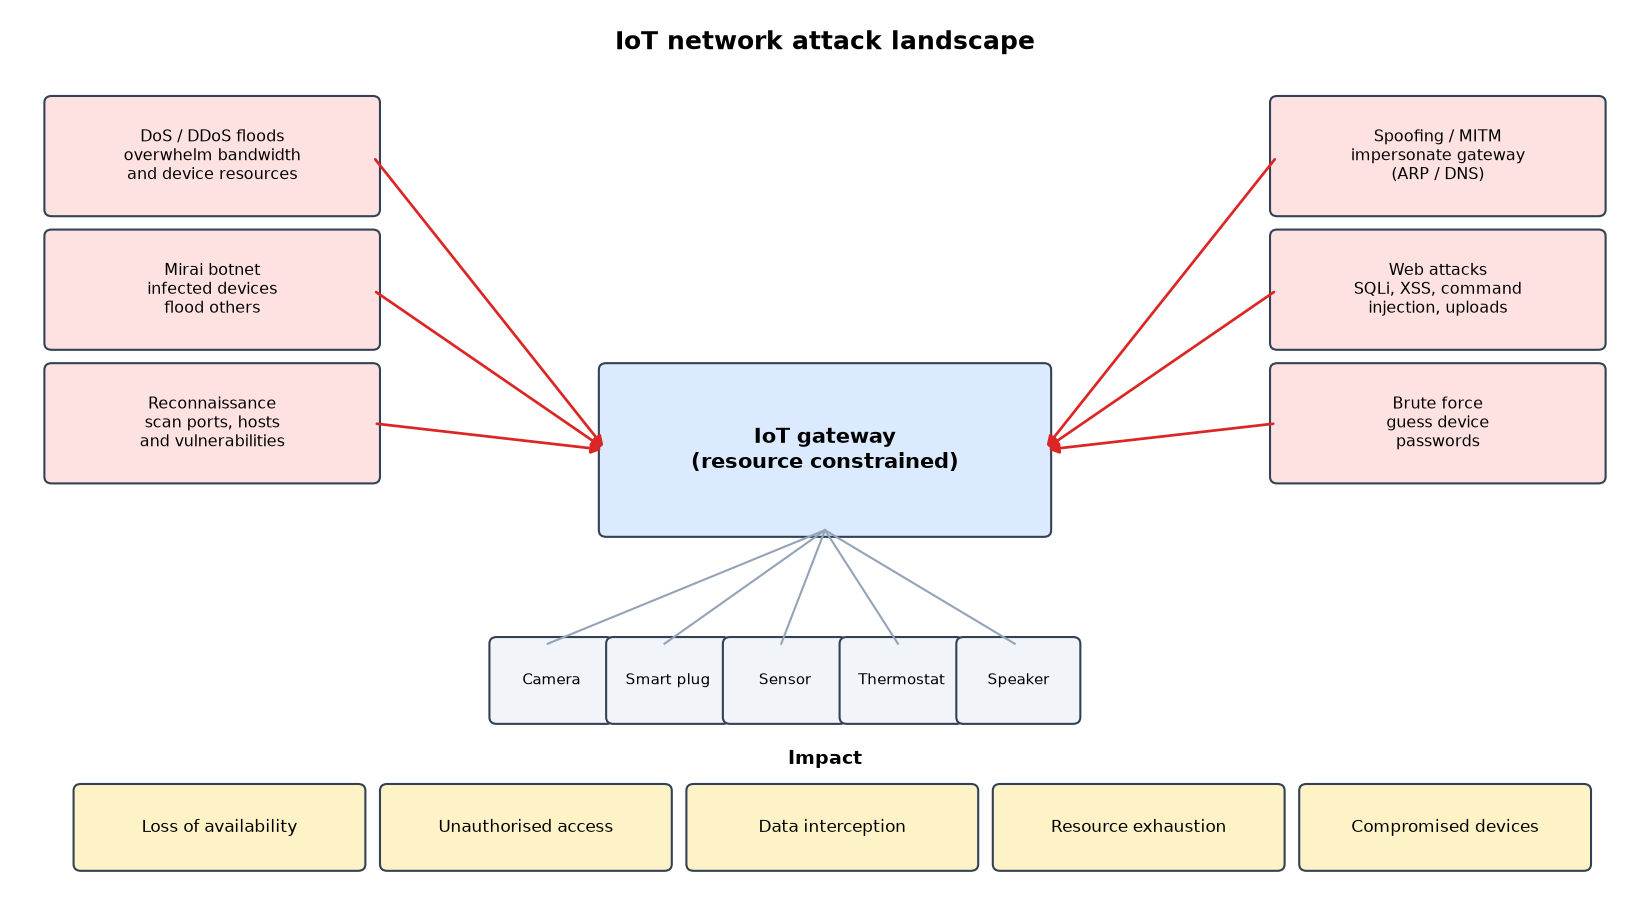 IoT network attack landscape
DoS / DDoS floods
overwhelm bandwidth
and device resources
Mirai botnet
infected devices
flood others
Reconnaissance
scan ports, hosts
and vulnerabilities
Spoofing / MITM
impersonate gateway
(ARP / DNS)
Web attacks
SQLi, XSS, command
injection, uploads
Brute force
guess device
passwords
IoT gateway
(resource constrained)
Camera
Smart plug
Sensor
Thermostat
Speaker
Impact
Loss of availability
Unauthorised access
Data interception
Resource exhaustion
Compromised devices